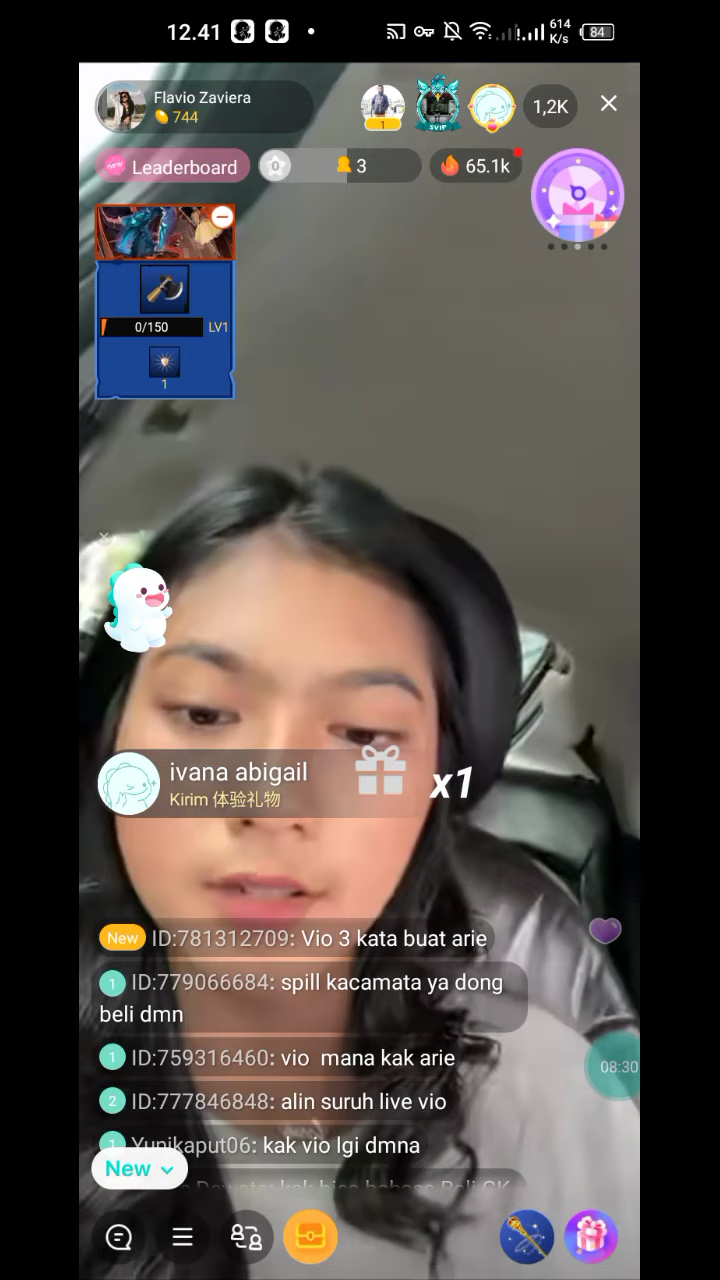 12.41
614
K/s
84
Flavio Zaviera
744
1
SVIP
1,2K
new
Leaderboard
0
3
65.1k
0/150
LV1
1
ivana abigail
Kirim 体验礼物
x1
New ID:781312709: Vio 3 kata buat arie
1 ID:779066684: spill kacamata ya dong
beli dmn
1 ID:759316460: vio mana kak arie
08:30
2 ID:777846848: alin suruh live vio
1 Yunikaput06: kak vio lgi dmna
New